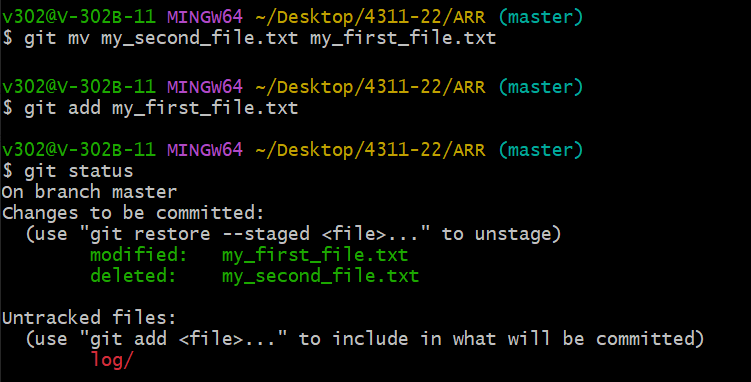 v302@V-302B-11 MINGW64 ~/Desktop/4311-22/ARR (master)
$ git mv my_second_file.txt my_first_file.txt
v302@V-302B-11 MINGW64 ~/Desktop/4311-22/ARR (master)
$ git add my_first_file.txt
v302@V-302B-11 MINGW64 ~/Desktop/4311-22/ARR (master)
$ git status
On branch master
Changes to be committed:
  (use "git restore --staged <file>..." to unstage)
        modified:   my_first_file.txt
        deleted:    my_second_file.txt
Untracked files:
  (use "git add <file>..." to include in what will be committed)
        log/